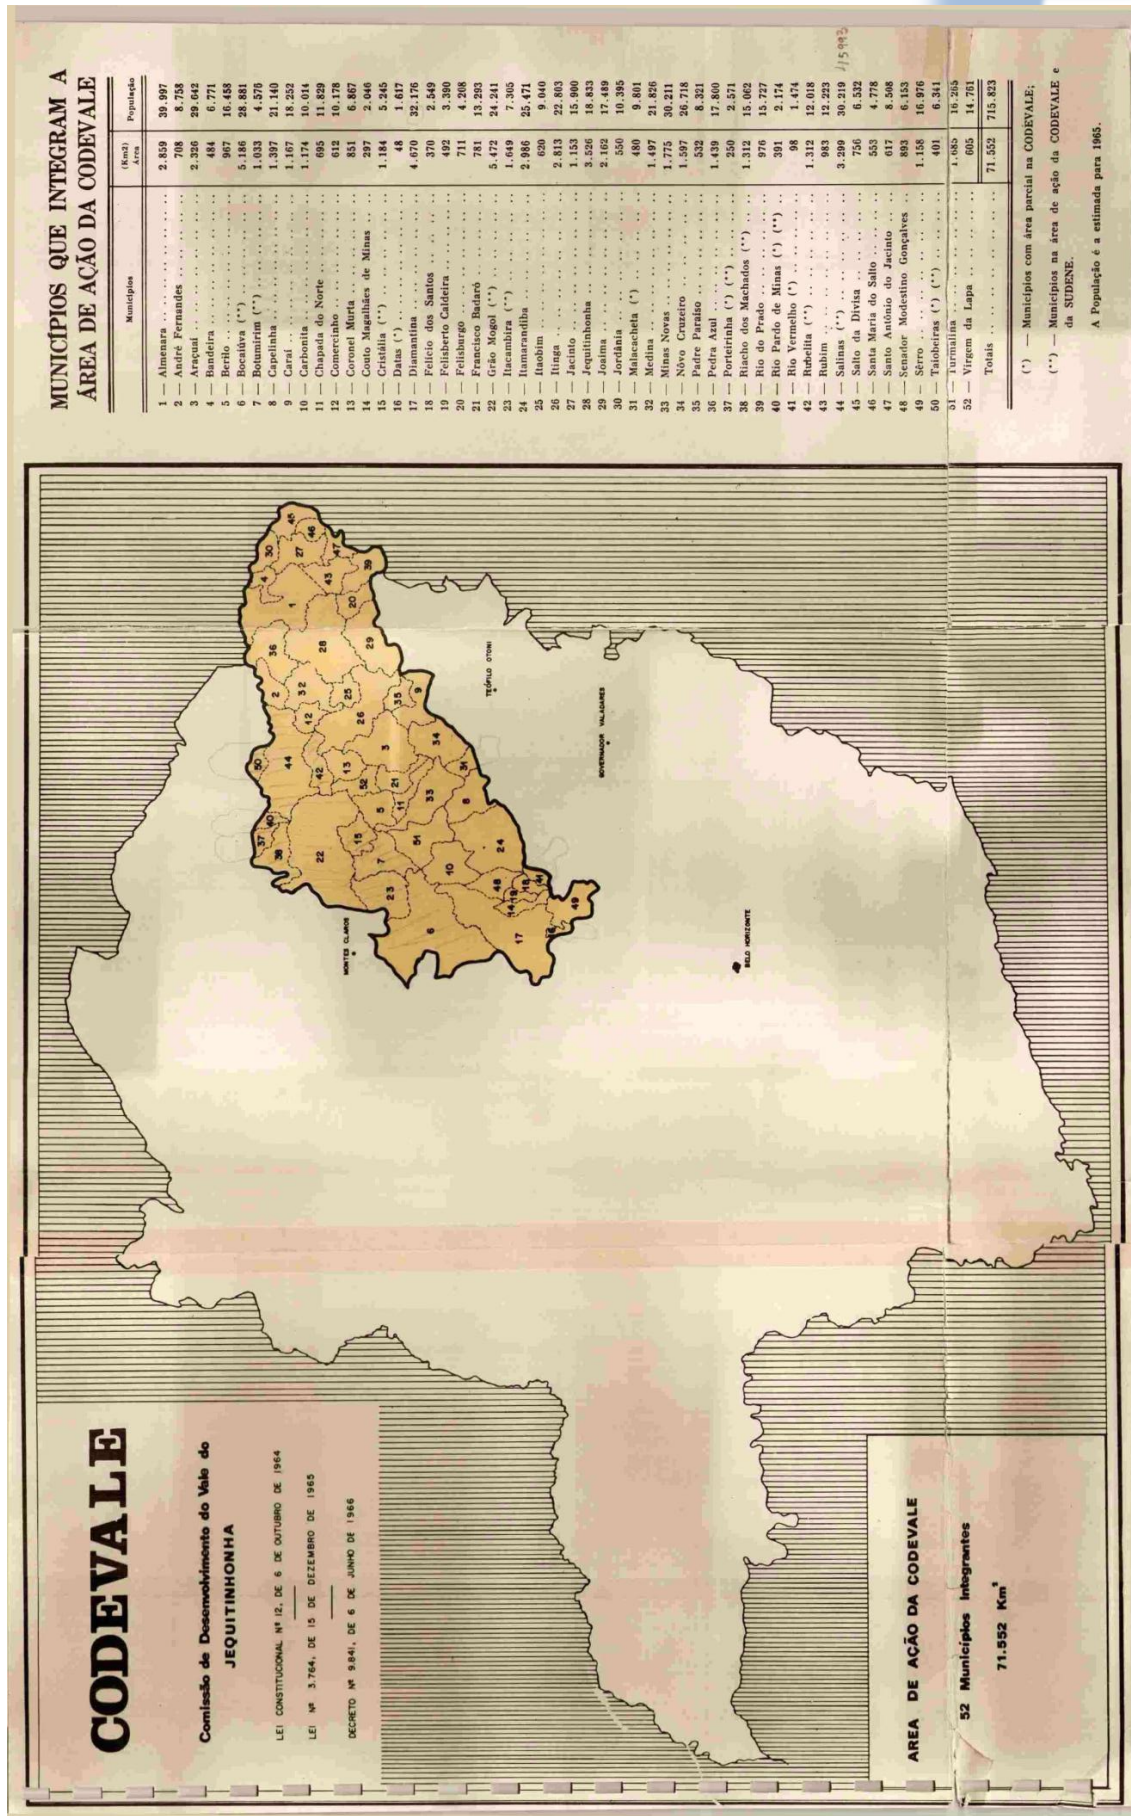 CODEVALE
Comissão de Desenvolvimento do Vale do
JEQUITINHONHA
LEI CONSTITUCIONAL Nº 12, DE 6 DE OUTUBRO DE 1964
LEI Nº 3.764, DE 15 DE DEZEMBRO DE 1965
DECRETO Nº 9.841, DE 6 DE JUNHO DE 1966
AREA DE AÇÃO DA CODEVALE
52 Municípios Integrantes
71.552 Km²
MONTES CLAROS
TEÓFILO OTONI
GOVERNADOR VALADARES
BELO HORIZONTE
MUNICÍPIOS QUE INTEGRAM A
ÁREA DE AÇÃO DA CODEVALE
Municípios (Km2) Área População
1 — Almenara 2.859 39.997
2 — André Fernandes 708 8.758
3 — Araçuaí 2.326 29.642
4 — Bandeira 484 6.771
5 — Berilo 967 16.458
6 — Bocaiúva (**) 5.186 28.881
7 — Botumirim (**) 1.033 4.576
8 — Capelinha 1.397 21.140
9 — Caraí 1.167 18.252
10 — Carbonita 1.174 10.014
11 — Chapada do Norte 695 11.829
12 — Comercinho 612 10.178
13 — Coronel Murta 851 6.867
14 — Couto Magalhães de Minas 297 2.046
15 — Cristália (**) 1.184 5.245
16 — Datas (*) 48 1.617
17 — Diamantina 4.670 32.176
18 — Felício dos Santos 370 2.549
19 — Felisberto Caldeira 492 3.390
20 — Felisburgo 711 4.208
21 — Francisco Badaró 781 13.293
22 — Grão Mogol (**) 5.472 24.241
23 — Itacambira (**) 1.649 7.305
24 — Itamarandiba 2.986 25.471
25 — Itaobim 620 9.040
26 — Itinga 2.813 22.803
27 — Jacinto 1.153 15.900
28 — Jequitinhonha 3.526 18.833
29 — Joaíma 2.162 17.489
30 — Jordânia 550 10.395
31 — Malacacheta (*) 480 9.801
32 — Medina 1.497 21.826
33 — Minas Novas 1.775 30.211
34 — Nôvo Cruzeiro 1.597 26.718
35 — Padre Paraíso 532 8.321
36 — Pedra Azul 1.439 17.800
37 — Porteirinha (*) (**) 250 2.571
38 — Riacho dos Machados (**) 1.312 15.062
39 — Rio do Prado 976 15.727
40 — Rio Pardo de Minas (*) (**) 391 2.174
41 — Rio Vermelho (*) 98 1.474
42 — Rubelita (**) 1.312 12.618
43 — Rubim 983 12.223
44 — Salinas (**) 3.299 30.219
45 — Salto da Divisa 756 6.532
46 — Santa Maria do Salto 553 4.778
47 — Santo Antônio do Jacinto 617 8.508
48 — Senador Modestino Gonçalves 893 6.153
49 — Sêrro 1.158 16.976
50 — Taiobeiras (*) (**) 401 6.341
51 — Turmalina 1.685 16.265
52 — Virgem da Lapa 605 14.761
Totais 71.552 715.823
(*) — Municípios com área parcial na CODEVALE;
(**) — Municípios na área de ação da CODEVALE e
da SUDENE.
A População é a estimada para 1965.